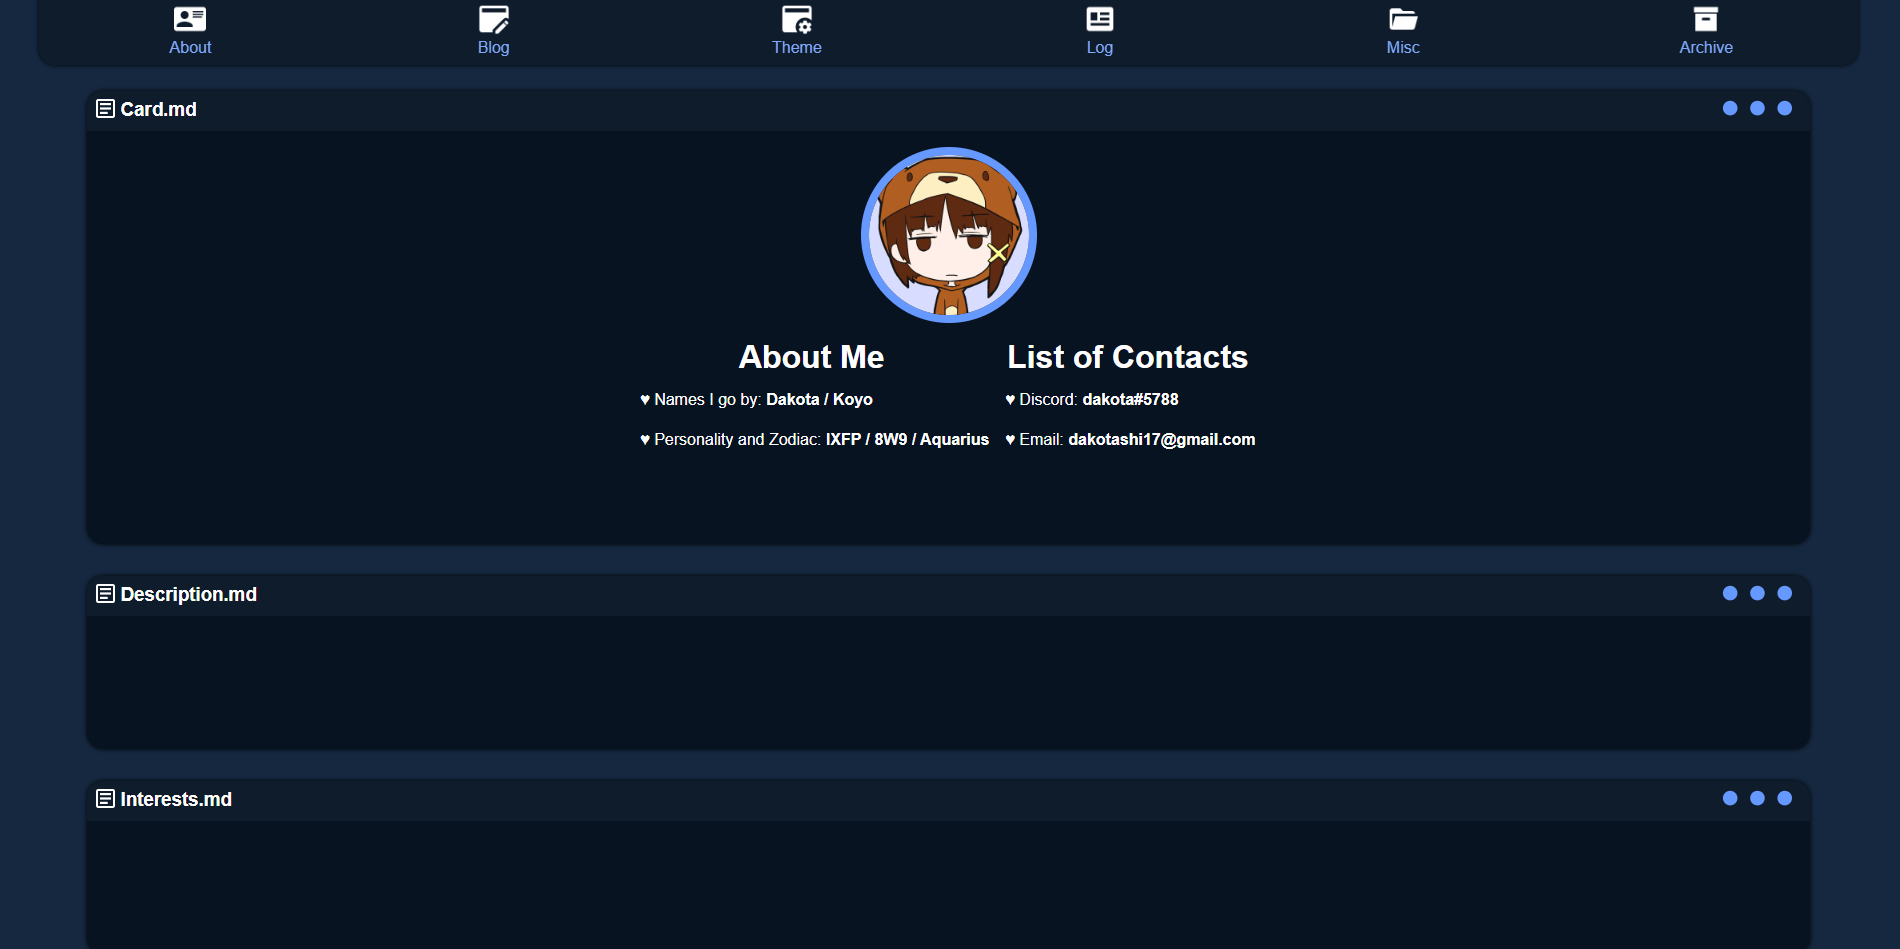 About Blog Theme Log Misc Archive
Card.md
About Me
♥ Names I go by: Dakota / Koyo
♥ Personality and Zodiac: IXFP / 8W9 / Aquarius
List of Contacts
♥ Discord: dakota#5788
♥ Email: dakotashi17@gmail.com
Description.md
Interests.md